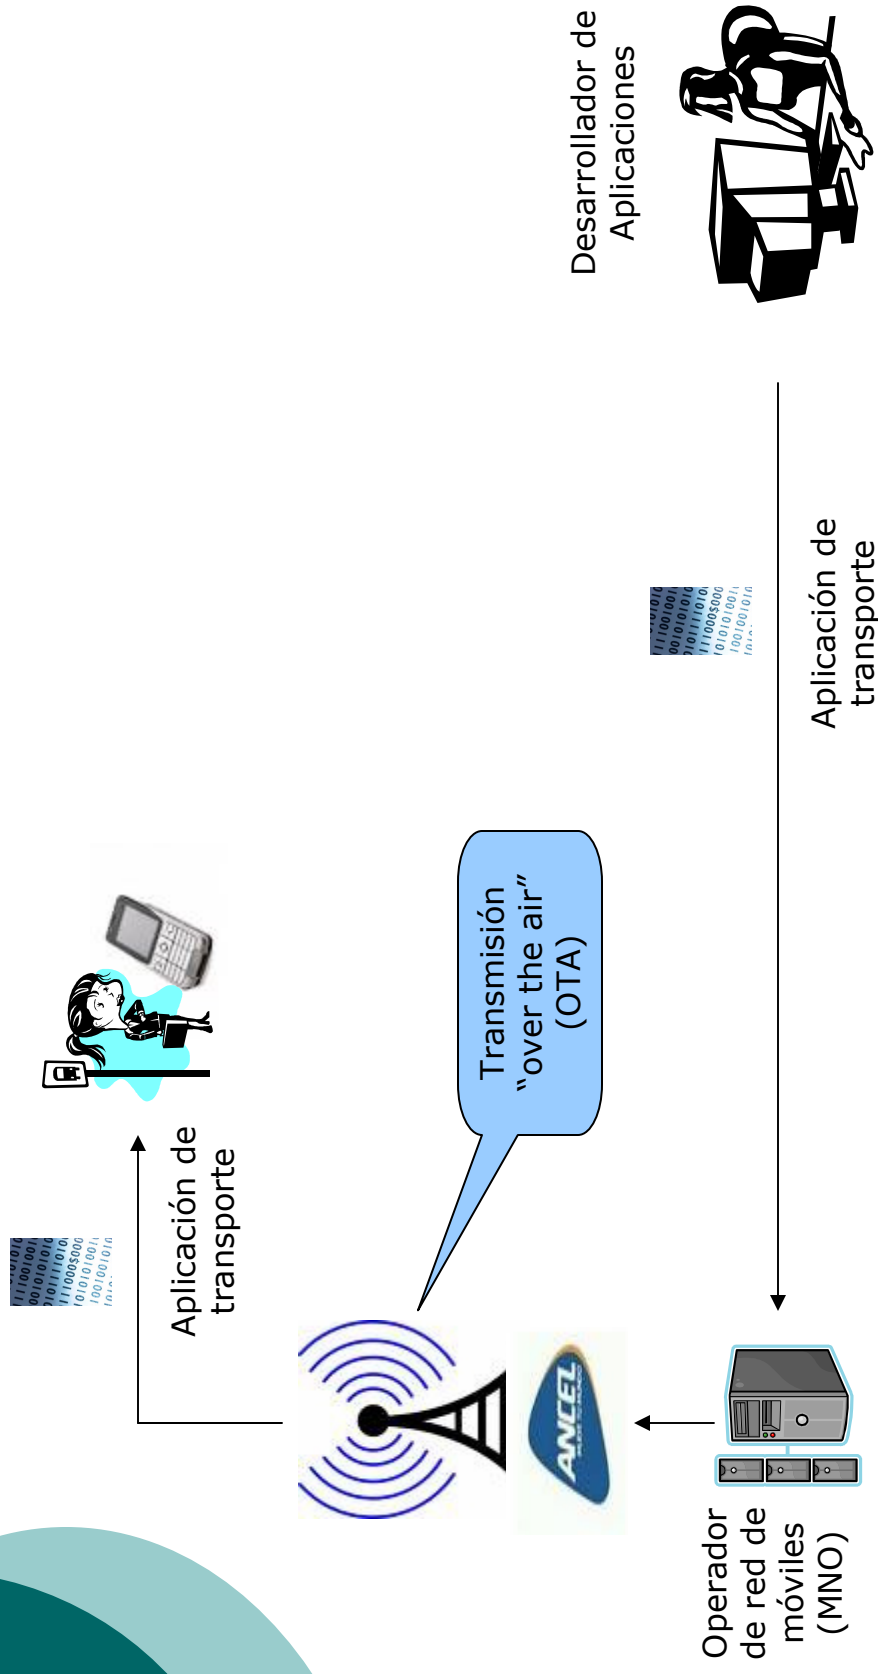 Aplicación de
transporte
Transmisión
“over the air”
(OTA)
Desarrollador de
Aplicaciones
ANCEL
Operador
de red de
móviles
(MNO)
Aplicación de
transporte